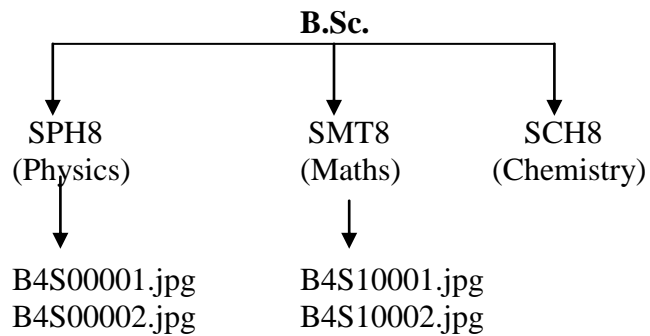 B.Sc.
SPH8 SMT8 SCH8
(Physics) (Maths) (Chemistry)
B4S00001.jpg B4S10001.jpg
B4S00002.jpg B4S10002.jpg